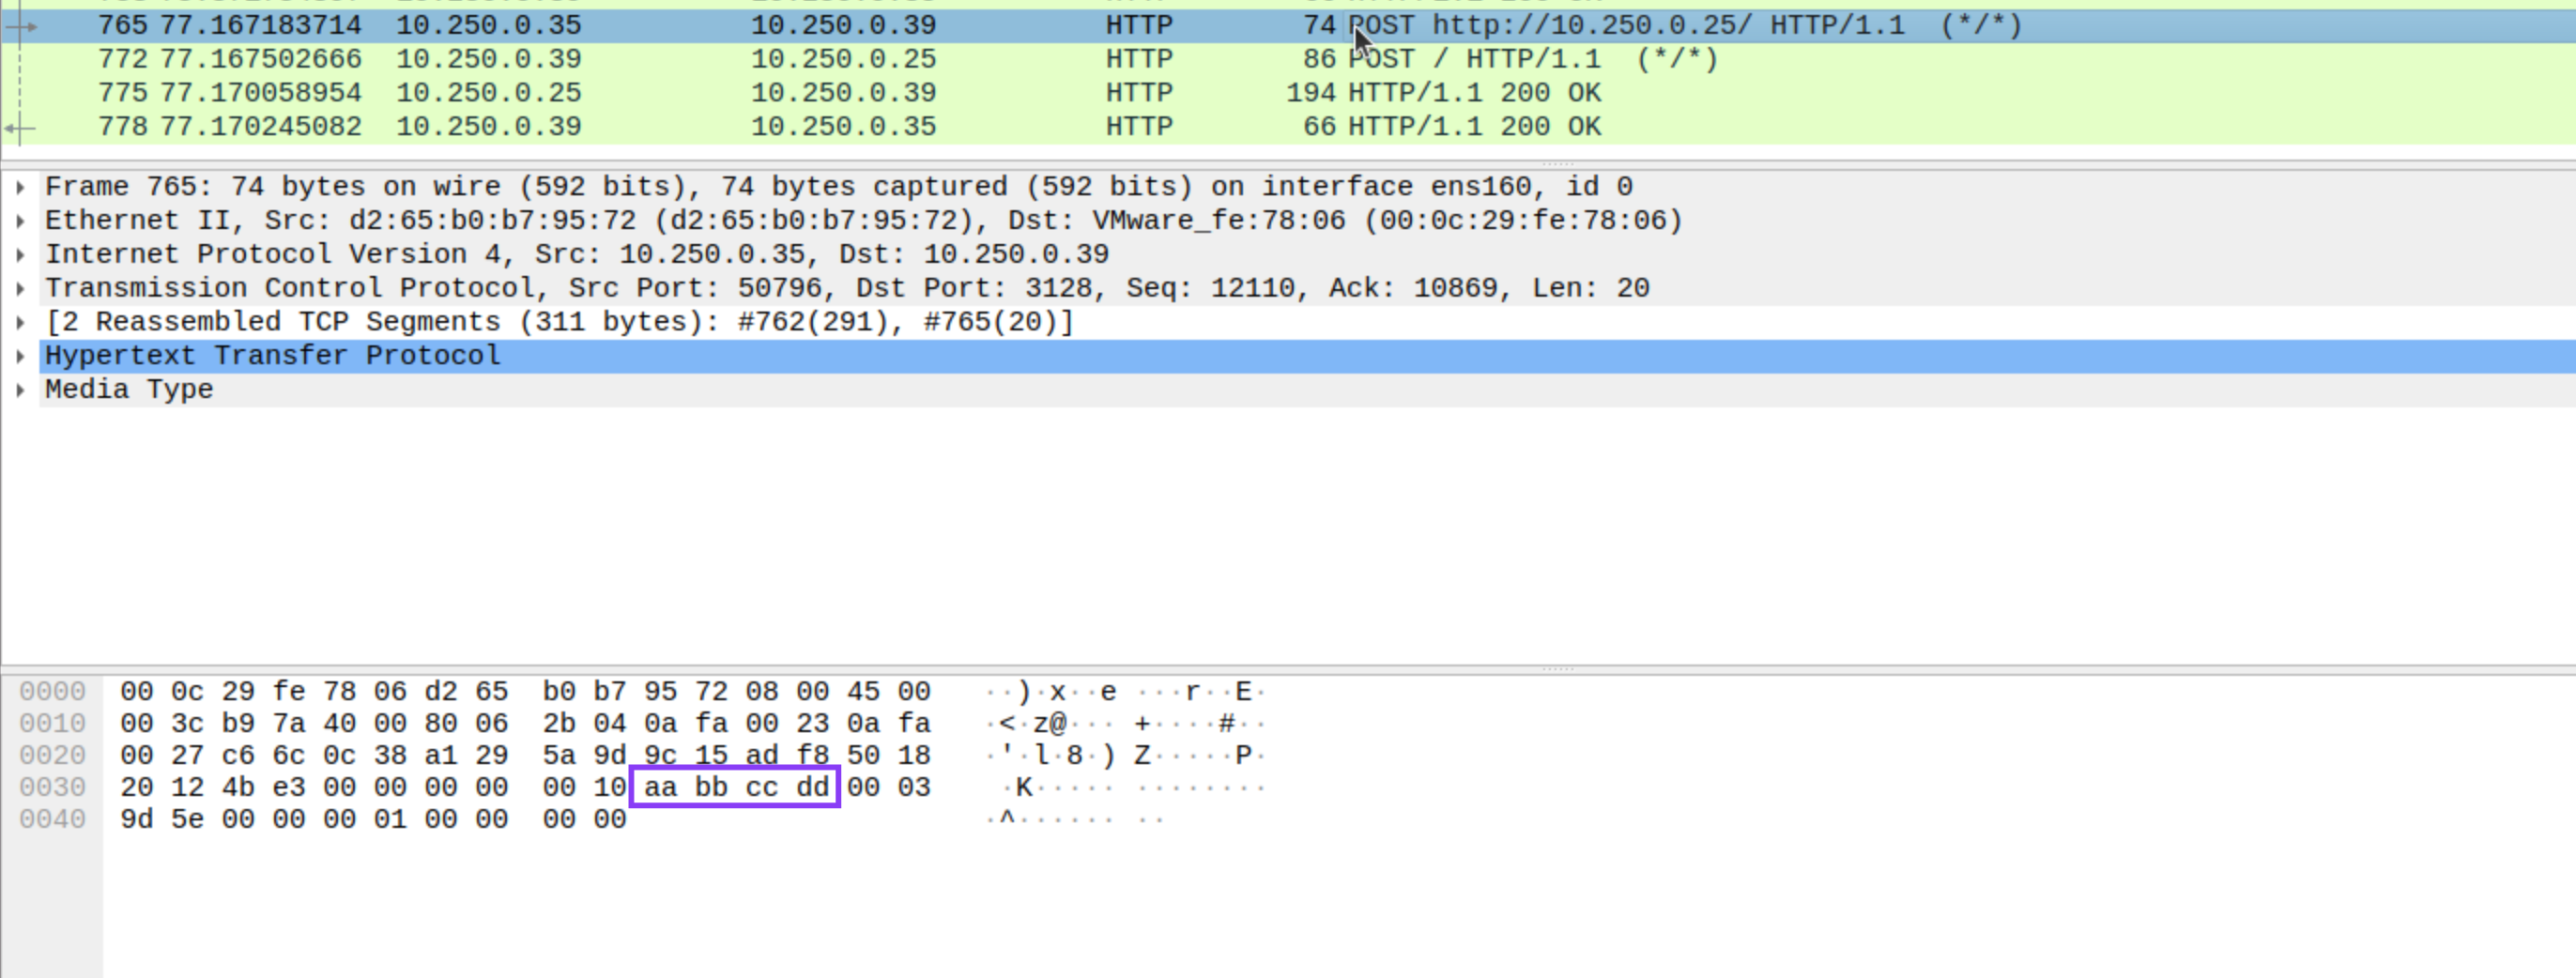 765 77.167183714 10.250.0.35 10.250.0.39 HTTP 74 POST http://10.250.0.25/ HTTP/1.1 (*/*)
772 77.167502666 10.250.0.39 10.250.0.25 HTTP 86 POST / HTTP/1.1 (*/*)
775 77.170058954 10.250.0.25 10.250.0.39 HTTP 194 HTTP/1.1 200 OK
778 77.170245082 10.250.0.39 10.250.0.35 HTTP 66 HTTP/1.1 200 OK
Frame 765: 74 bytes on wire (592 bits), 74 bytes captured (592 bits) on interface ens160, id 0
Ethernet II, Src: d2:65:b0:b7:95:72 (d2:65:b0:b7:95:72), Dst: VMware_fe:78:06 (00:0c:29:fe:78:06)
Internet Protocol Version 4, Src: 10.250.0.35, Dst: 10.250.0.39
Transmission Control Protocol, Src Port: 50796, Dst Port: 3128, Seq: 12110, Ack: 10869, Len: 20
[2 Reassembled TCP Segments (311 bytes): #762(291), #765(20)]
Hypertext Transfer Protocol
Media Type
0000 00 0c 29 fe 78 06 d2 65 b0 b7 95 72 08 00 45 00 ··)·x··e ···r··E·
0010 00 3c b9 7a 40 00 80 06 2b 04 0a fa 00 23 0a fa ·<·z@··· +····#··
0020 00 27 c6 6c 0c 38 a1 29 5a 9d 9c 15 ad f8 50 18 ·'·l·8·) Z·····P·
0030 20 12 4b e3 00 00 00 00 00 10 aa bb cc dd 00 03 ·K····· ········
0040 9d 5e 00 00 00 01 00 00 00 00 ·^······ ··